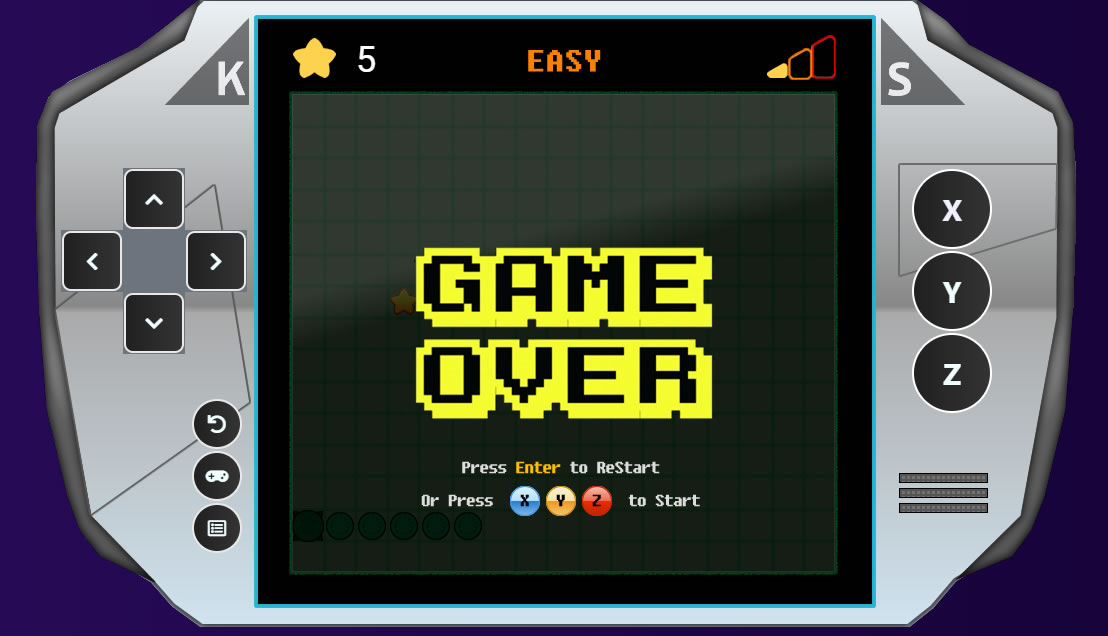 K
5
EASY
S
GAME
OVER
Press Enter to ReStart
Or Press X Y Z to Start
X
Y
Z